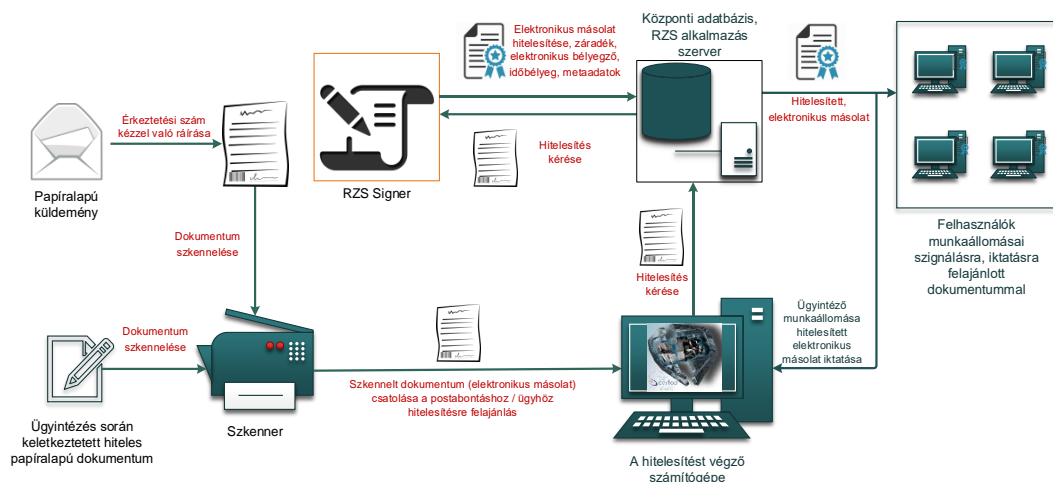 Elektronikus másolat
hitelesítése, záradék,
elektronikus bélyegző,
időbélyeg, metaadatok
Központi adatbázis,
RZS alkalmazás
szerver
Hitelesített,
elektronikus másolat
Érkeztetési szám
kézzel való ráírása
Hitelesítés
kérése
Papíralapú
küldemény
RZS Signer
Felhasználók
munkaállomásai
szignálásra, iktatásra
felajánlott
dokumentummal
Dokumentum
szkennelése
Hitelesítés
kérése
Ügyintéző
munkaállomása
hitelesített
elektronikus
másolat iktatása
Dokumentum
szkennelése
Szkennelt dokumentum (elektronikus másolat)
csatolása a postabontáshoz / ügyhöz
hitelesítésre felajánlás
Ügyintézés során
keletkeztetett hiteles
papíralapú dokumentum
Szkenner
A hitelesítést végző
számítógépe